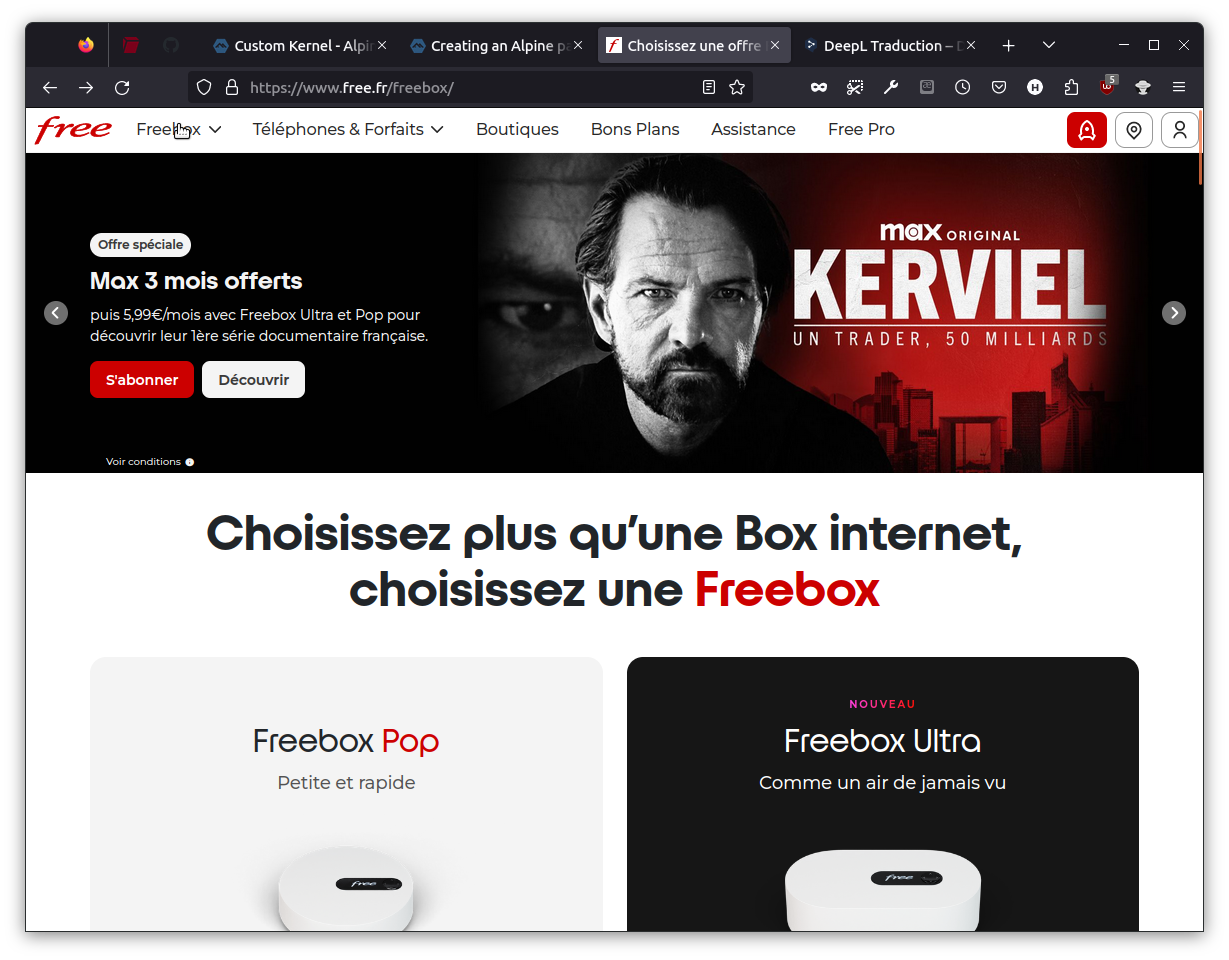 Custom Kernel - Alpin
Creating an Alpine pa
Choisissez une offre
DeepL Traduction –
https://www.free.fr/freebox/
5
free
Freebox
Téléphones & Forfaits
Boutiques
Bons Plans
Assistance
Free Pro
Offre spéciale
Max 3 mois offerts
puis 5,99€/mois avec Freebox Ultra et Pop pour
découvrir leur 1ère série documentaire française.
S'abonner
Découvrir
Voir conditions
max ORIGINAL
KERVIEL
UN TRADER, 50 MILLIARDS
Choisissez plus qu’une Box internet,
choisissez une Freebox
Freebox Pop
Petite et rapide
free
NOUVEAU
Freebox Ultra
Comme un air de jamais vu
free